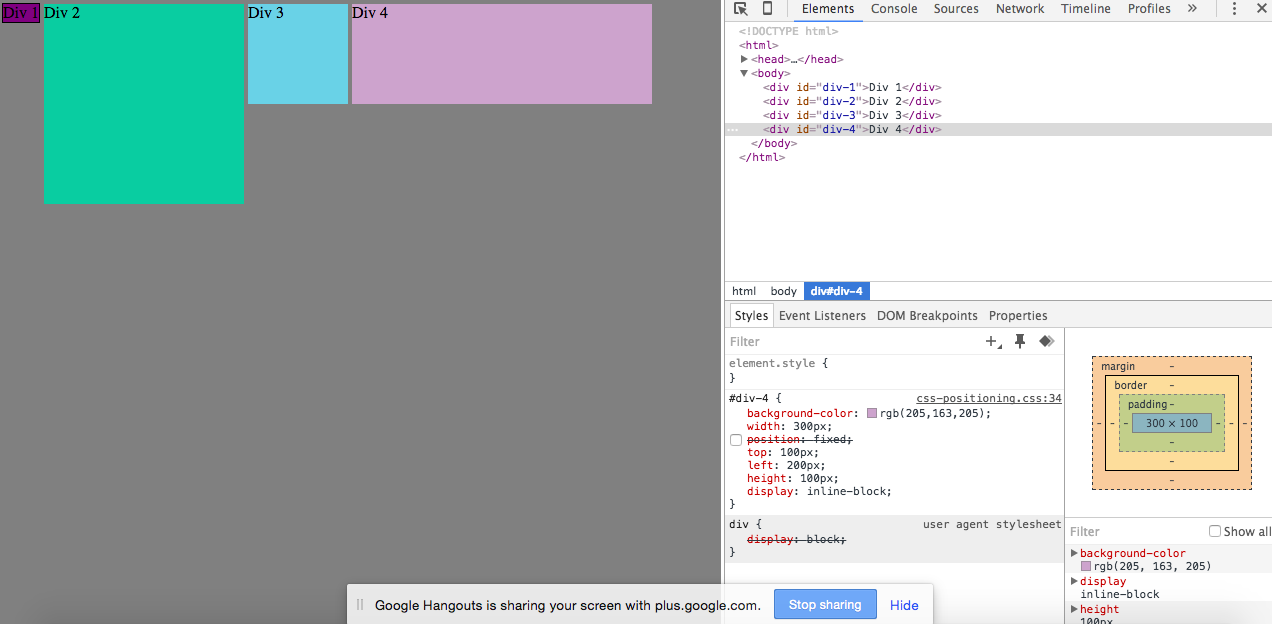 Div 1 Div 2 Div 3 Div 4
Elements Console Sources Network Timeline Profiles »
<!DOCTYPE html>
<html>
▶<head>…</head>
▼<body>
<div id="div-1">Div 1</div>
<div id="div-2">Div 2</div>
<div id="div-3">Div 3</div>
… <div id="div-4">Div 4</div>
</body>
</html>
html body div#div-4
Styles Event Listeners DOM Breakpoints Properties
Filter
element.style {
}
#div-4 { css-positioning.css:34
background-color: rgb(205,163,205);
width: 300px;
position: fixed;
top: 100px;
left: 200px;
height: 100px;
display: inline-block;
}
div { user agent stylesheet
display: block;
}
margin -
border -
padding -
- - - 300 × 100 - - -
-
-
-
Filter Show all
▶background-color
rgb(205, 163, 205)
▶display
inline-block
▶height
100px
Google Hangouts is sharing your screen with plus.google.com. Stop sharing Hide